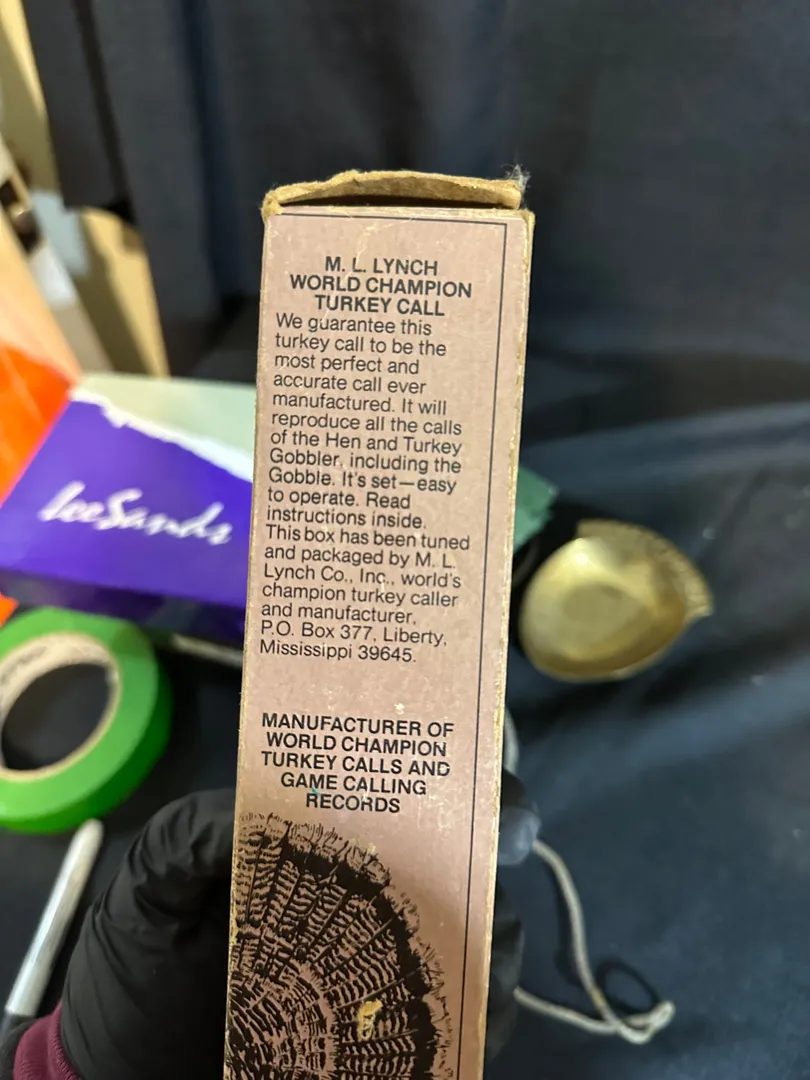 M. L. LYNCH
WORLD CHAMPION
TURKEY CALL
We guarantee this
turkey call to be the
most perfect and
accurate call ever
manufactured. It will
reproduce all the calls
of the Hen and Turkey
Gobbler, including the
Gobble. It's set—easy
to operate. Read
instructions inside.
This box has been tuned
and packaged by M. L.
Lynch Co., Inc., world's
champion turkey caller
and manufacturer,
P.O. Box 377, Liberty,
Mississippi 39645.
MANUFACTURER OF
WORLD CHAMPION
TURKEY CALLS AND
GAME CALLING
RECORDS
LeeSands